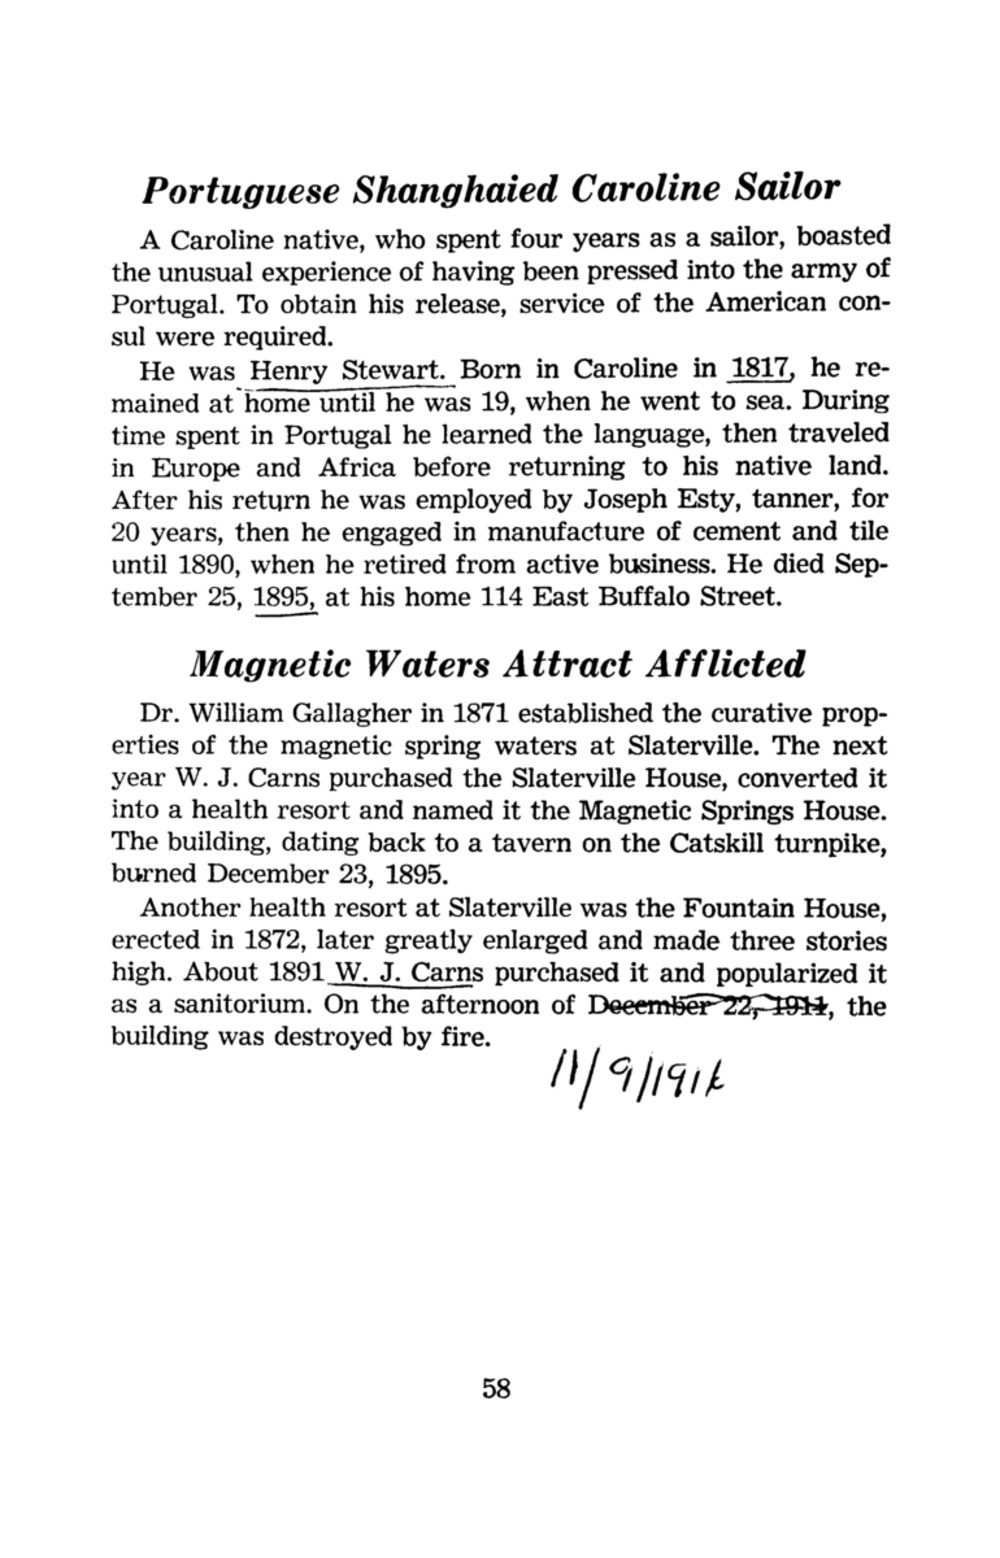 Portuguese Shanghaied Caroline Sailor
A Caroline native, who spent four years as a sailor, boasted
the unusual experience of having been pressed into the army of
Portugal. To obtain his release, service of the American con-
sul were required.
He was Henry Stewart. Born in Caroline in 1817, he re-
mained at home until he was 19, when he went to sea. During
time spent in Portugal he learned the language, then traveled
in Europe and Africa before returning to his native land.
After his return he was employed by Joseph Esty, tanner, for
20 years, then he engaged in manufacture of cement and tile
until 1890, when he retired from active business. He died Sep-
tember 25, 1895, at his home 114 East Buffalo Street.
Magnetic Waters Attract Afflicted
Dr. William Gallagher in 1871 established the curative prop-
erties of the magnetic spring waters at Slaterville. The next
year W. J. Carns purchased the Slaterville House, converted it
into a health resort and named it the Magnetic Springs House.
The building, dating back to a tavern on the Catskill turnpike,
burned December 23, 1895.
Another health resort at Slaterville was the Fountain House,
erected in 1872, later greatly enlarged and made three stories
high. About 1891 W. J. Carns purchased it and popularized it
as a sanitorium. On the afternoon of December 22, 1911, the
building was destroyed by fire.
58